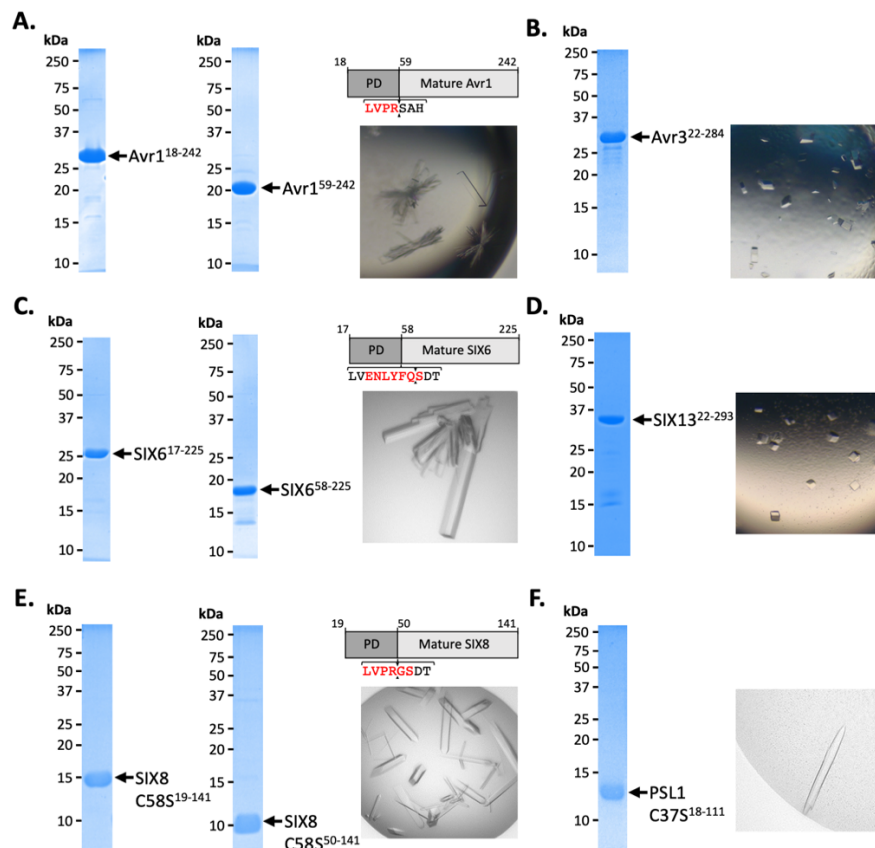 A.
kDa
250
75
50
37
25
20
15
10
Avr118-242
kDa
250
75
50
37
25
20
15
10
Avr159-242
18 59 242
PD Mature Avr1
LVPRSAH
B.
kDa
250
75
50
37
25
20
15
10
Avr322-284
C.
kDa
250
75
50
37
25
20
15
10
SIX617-225
kDa
250
75
50
37
25
20
15
10
SIX658-225
17 58 225
PD Mature SIX6
LVENLYFQSDT
D.
kDa
250
75
50
37
25
20
15
10
SIX1322-293
E.
kDa
250
75
50
37
25
20
15
10
SIX8
C58S19-141
kDa
250
75
50
37
25
20
15
10
SIX8
C58S50-141
19 50 141
PD Mature SIX8
LVPRGSDT
F.
kDa
250
75
50
37
25
20
15
10
PSL1
C37S18-111